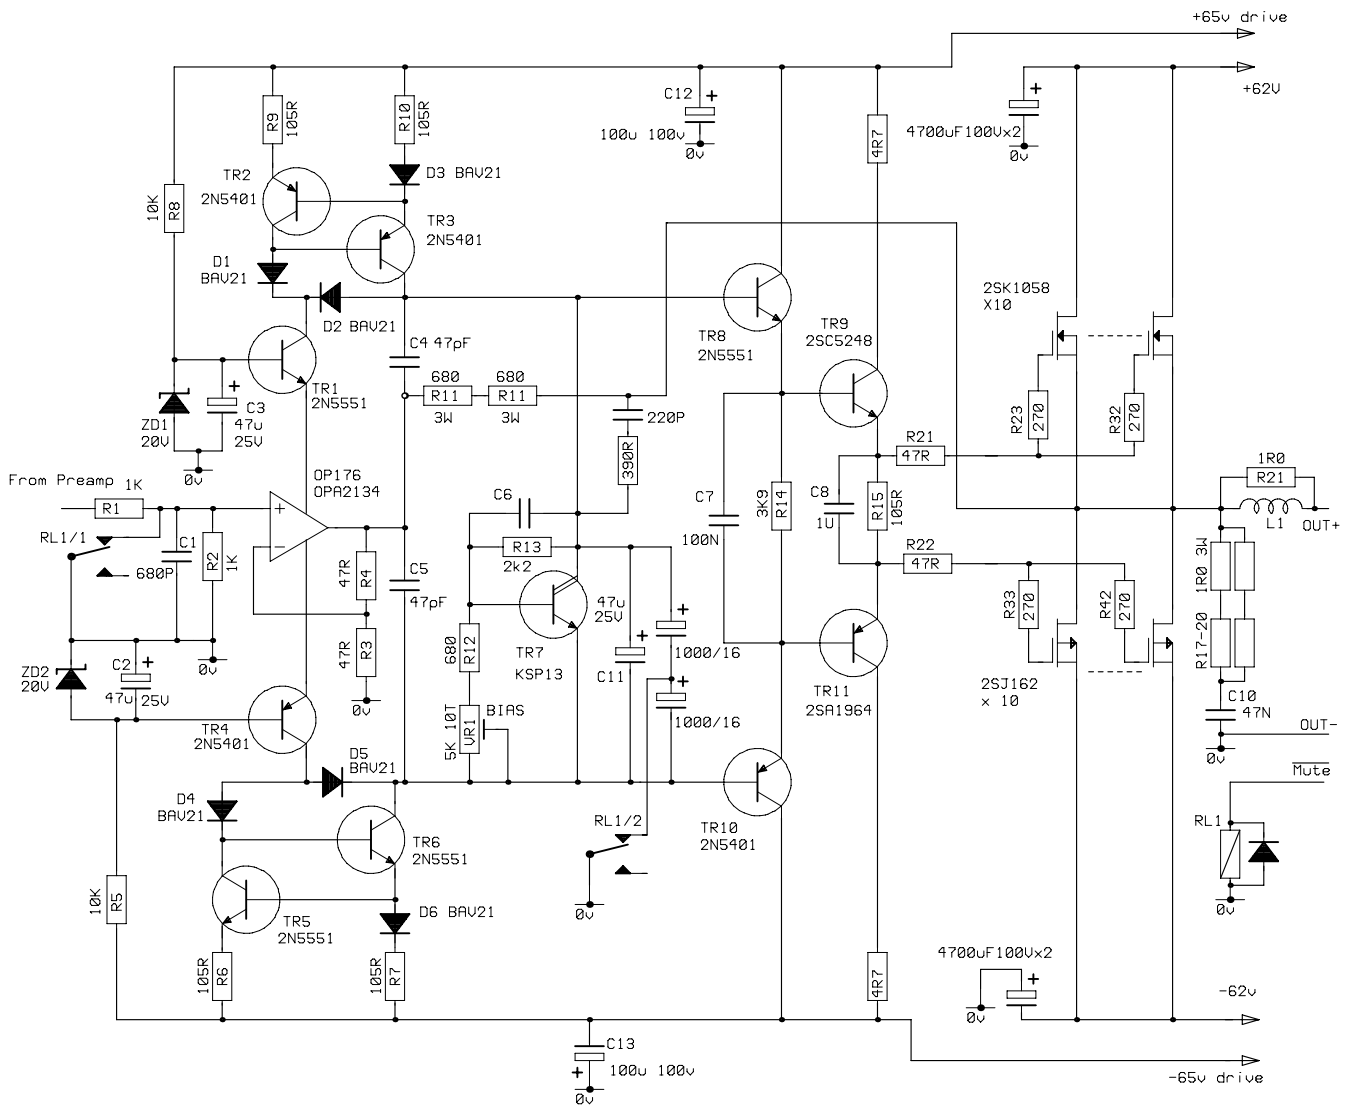 +65v drive
+62V
C12
100u 100v
0v
4700uF100Vx2
0v
4R7
R9
105R
R10
105R
D3 BAV21
TR2
2N5401
10K
R8
TR3
2N5401
D1
BAV21
D2 BAV21
2SK1058
X10
TR8
2N5551
TR9
2SC5248
C4 47pF
TR1
2N5551
680
R11
3W
680
R11
3W
220P
390R
ZD1
20V
C3
47u
25V
0v
R23
270
R32
270
R21
47R
1R0
R21
L1
OUT+
From Preamp
1K
R1
OP176
OPA2134
+
−
C6
C7
100N
3K9
R14
C8
1U
R15
105R
RL1/1
C1
680P
R2
1K
47R
R4
R13
2k2
R22
47R
1R0 3W
R17-20
C5
47pF
47u
25V
R33
270
R42
270
47R
R3
680
R12
TR7
KSP13
C11
1000/16
1000/16
TR11
2SA1964
2SJ162
x 10
ZD2
20V
C2
47u
25V
0v
0v
C10
47N
OUT-
0v
TR4
2N5401
5K 10T
VR1
BIAS
D5
BAV21
Mute
D4
BAV21
RL1/2
TR10
2N5401
RL1
0v
TR6
2N5551
10K
R5
TR5
2N5551
D6 BAV21
0v
105R
R6
105R
R7
4R7
4700uF100Vx2
0v
-62v
C13
100u 100v
0v
-65v drive